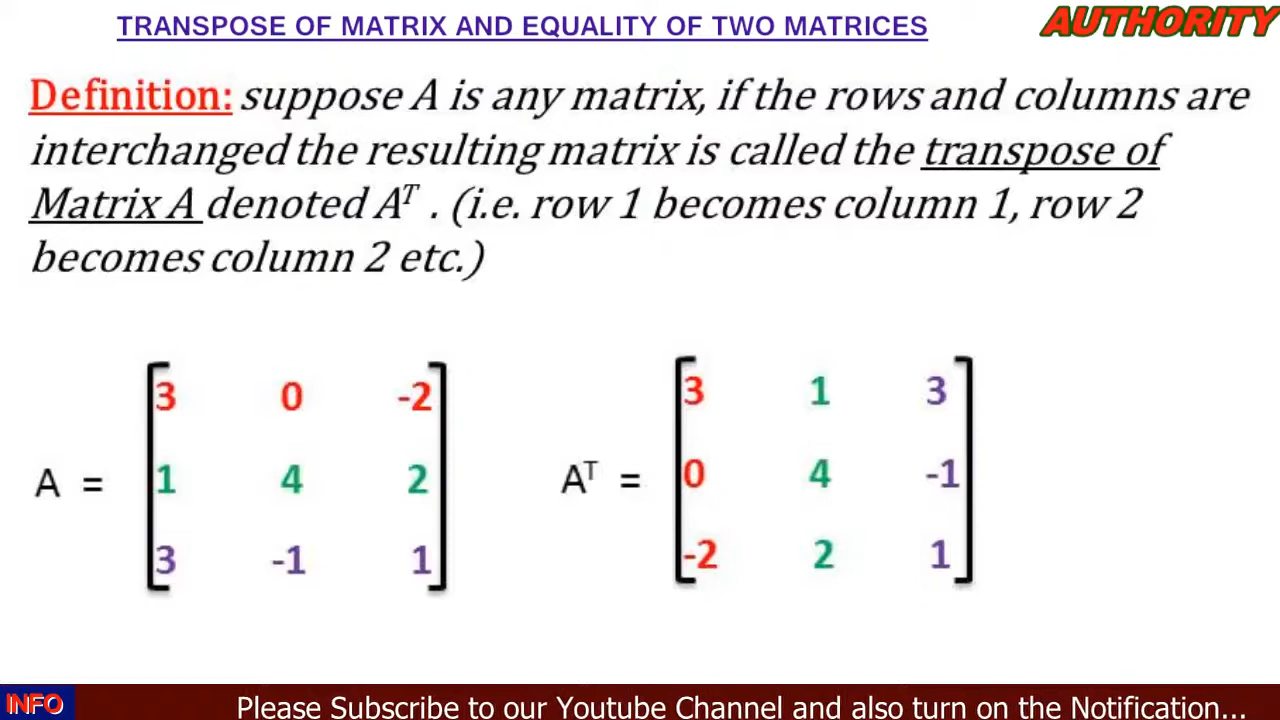 TRANSPOSE OF MATRIX AND EQUALITY OF TWO MATRICES
AUTHORITY
Definition: suppose A is any matrix, if the rows and columns are
interchanged the resulting matrix is called the transpose of
Matrix A denoted Aᵀ . (i.e. row 1 becomes column 1, row 2
becomes column 2 etc.)
3 0 -2
A = 1 4 2
3 -1 1
3 1 3
Aᵀ = 0 4 -1
-2 2 1
INFO
Please Subscribe to our Youtube Channel and also turn on the Notification...